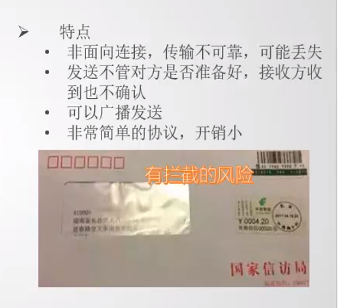 特点
非面向连接，传输不可靠，可能丢失
发送不管对方是否准备好，接收方收
到也不确认
可以广播发送
非常简单的协议，开销小
有拦截的风险
国家信访局